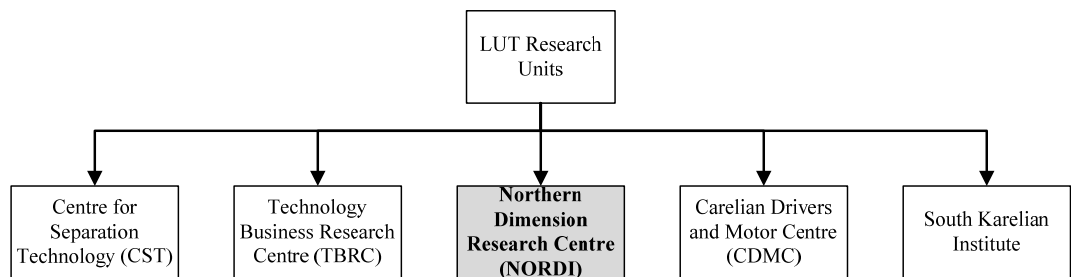 LUT Research
Units
Centre for
Separation
Technology (CST)
Technology
Business Research
Centre (TBRC)
Northern
Dimension
Research Centre
(NORDI)
Carelian Drivers
and Motor Centre
(CDMC)
South Karelian
Institute